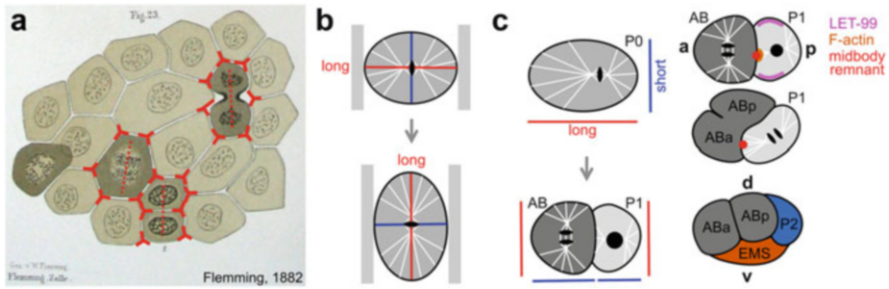 a
Fig. 23.
Flemming, 1882
b
long
long
c
P0
short
long
AB
P1
AB
P1
a
p
LET-99
F-actin
midbody
remnant
ABp
P1
ABa
d
ABa
ABp
P2
EMS
v